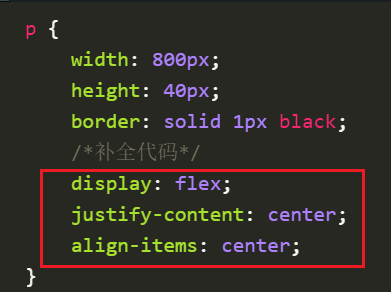 p {
width: 800px;
height: 40px;
border: solid 1px black;
/*补全代码*/
display: flex;
justify-content: center;
align-items: center;
}